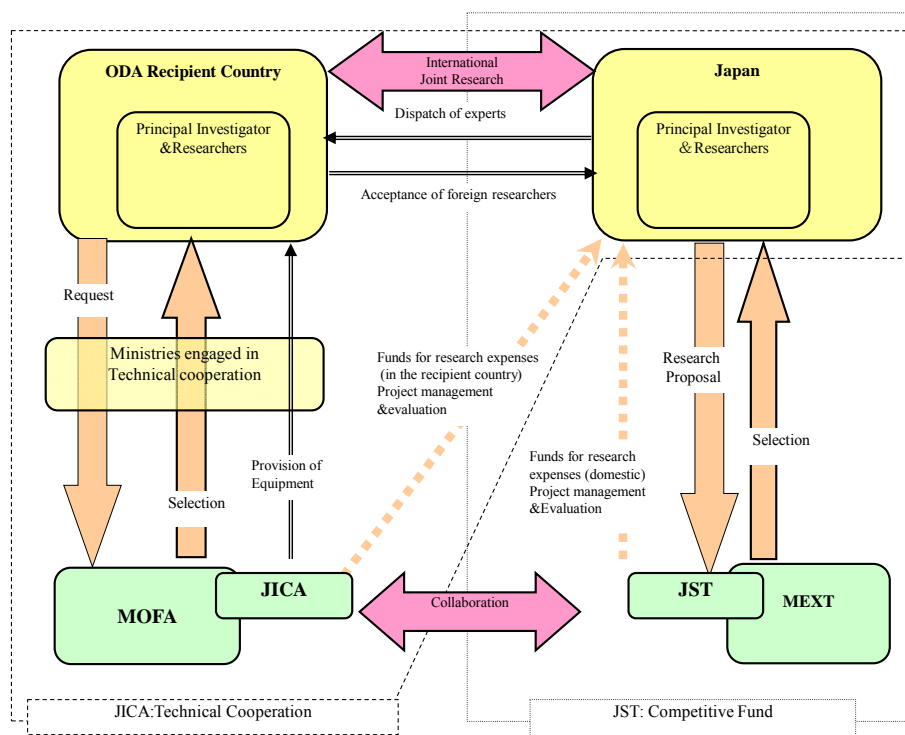 ODA Recipient Country
International
Joint Research
Japan
Principal Investigator
&Researchers
Dispatch of experts
Principal Investigator
&Researchers
Acceptance of foreign researchers
Request
Ministries engaged in
Technical cooperation
Funds for research expenses
(in the recipient country)
Project management
&evaluation
Research
Proposal
Selection
Provision of
Equipment
Selection
Funds for research
expenses (domestic)
Project management
&Evaluation
MOFA
JICA
Collaboration
JST
MEXT
JICA:Technical Cooperation
JST: Competitive Fund